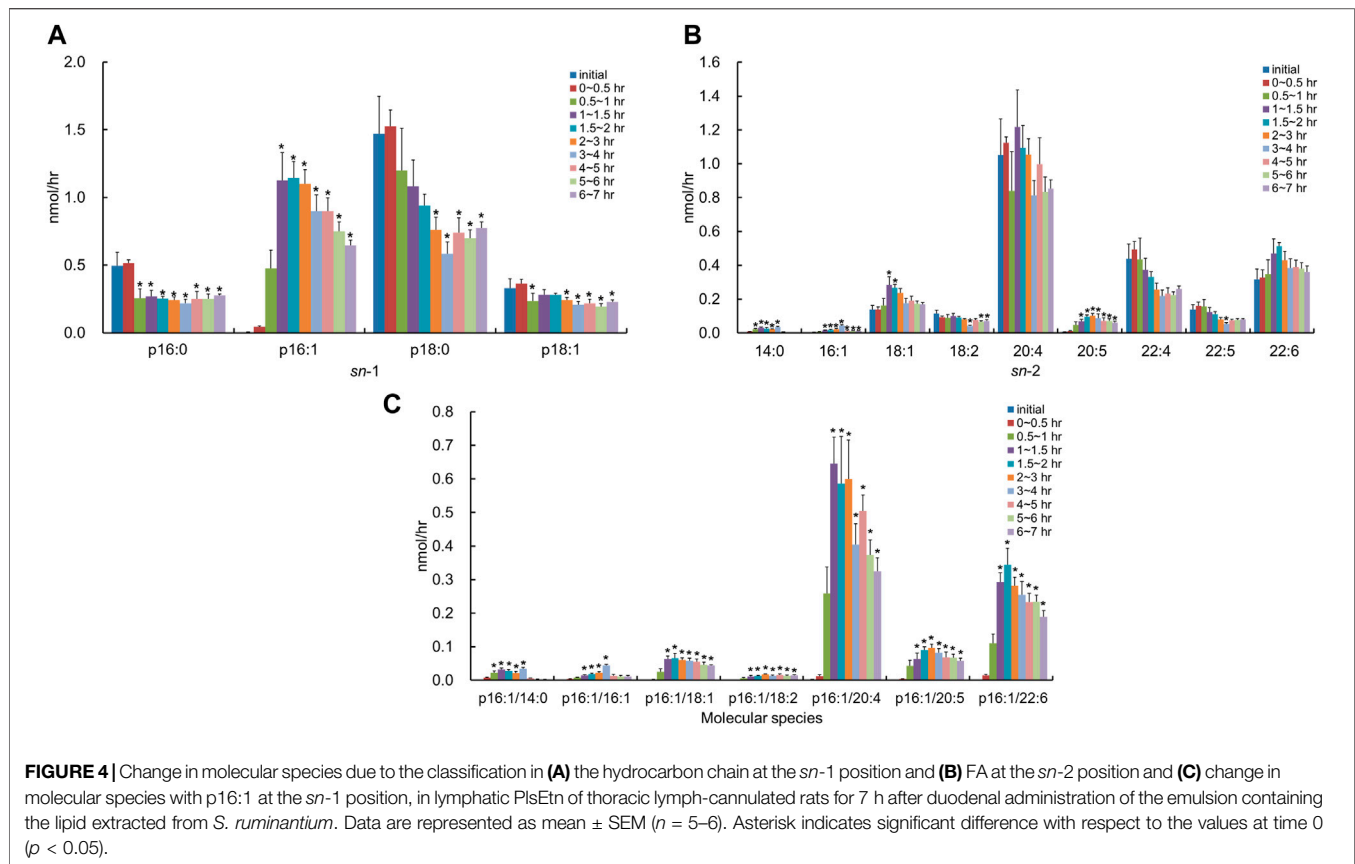 A
2.0
1.5
1.0
0.5
0.0
nmol/hr
initial
0~0.5 hr
0.5~1 hr
1~1.5 hr
1.5~2 hr
2~3 hr
3~4 hr
4~5 hr
5~6 hr
6~7 hr
* * * * * * * *
* * * * * * *
* * * * *
* * * * * *
p16:0 p16:1 p18:0 p18:1
sn-1
B
1.6
1.4
1.2
1.0
0.8
0.6
0.4
0.2
0.0
nmol/hr
initial
0~0.5 hr
0.5~1 hr
1~1.5 hr
1.5~2 hr
2~3 hr
3~4 hr
4~5 hr
5~6 hr
6~7 hr
14:0 16:1 18:1 18:2 20:4 20:5 22:4 22:5 22:6
sn-2
C
0.8
0.7
0.6
0.5
0.4
0.3
0.2
0.1
0.0
nmol/hr
initial
0~0.5 hr
0.5~1 hr
1~1.5 hr
1.5~2 hr
2~3 hr
3~4 hr
4~5 hr
5~6 hr
6~7 hr
p16:1/14:0 p16:1/16:1 p16:1/18:1 p16:1/18:2 p16:1/20:4 p16:1/20:5 p16:1/22:6
Molecular species
FIGURE 4 | Change in molecular species due to the classification in (A) the hydrocarbon chain at the sn-1 position and (B) FA at the sn-2 position and (C) change in
molecular species with p16:1 at the sn-1 position, in lymphatic PlsEtn of thoracic lymph-cannulated rats for 7 h after duodenal administration of the emulsion containing
the lipid extracted from S. ruminantium. Data are represented as mean ± SEM (n = 5–6). Asterisk indicates significant difference with respect to the values at time 0
(p < 0.05).